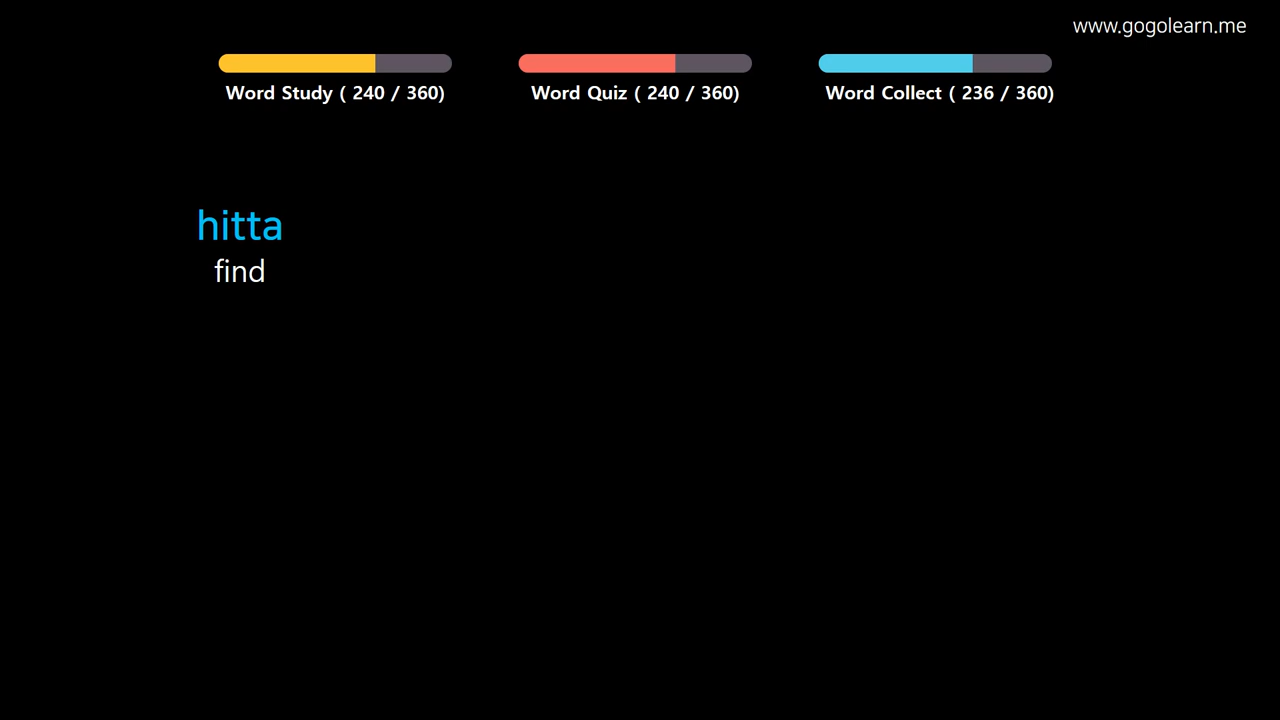 www.gogolearn.me
Word Study ( 240 / 360)
Word Quiz ( 240 / 360)
Word Collect ( 236 / 360)
hitta
find